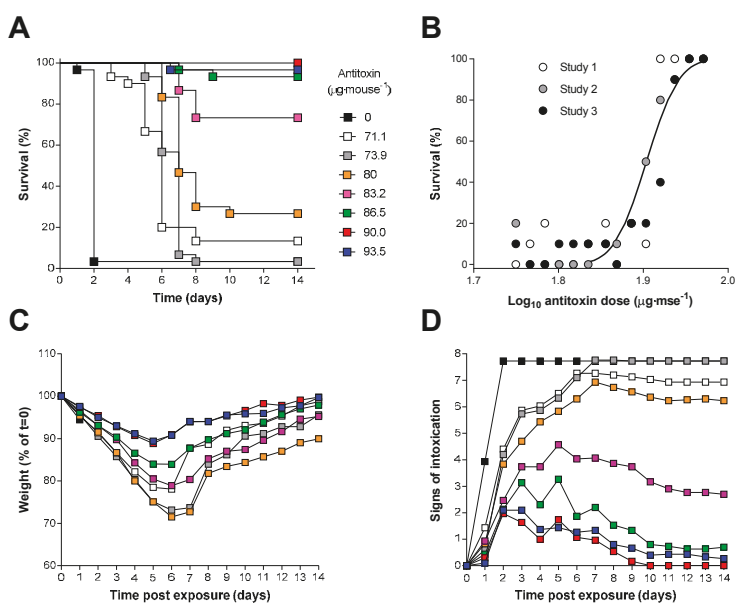 A
Survival (%)
100
80
60
40
20
0
0 2 4 6 8 10 12 14
Time (days)
Antitoxin
(µg·mouse⁻¹)
0
71.1
73.9
80
83.2
86.5
90.0
93.5
B
Survival (%)
100
80
60
40
20
0
Study 1
Study 2
Study 3
1.7 1.8 1.9 2.0
Log₁₀ antitoxin dose (µg·mse⁻¹)
C
Weight (% of t=0)
110
100
90
80
70
60
0 1 2 3 4 5 6 7 8 9 10 11 12 13 14
Time post exposure (days)
D
Signs of intoxication
8
7
6
5
4
3
2
1
0
0 1 2 3 4 5 6 7 8 9 10 11 12 13 14
Time post exposure (days)